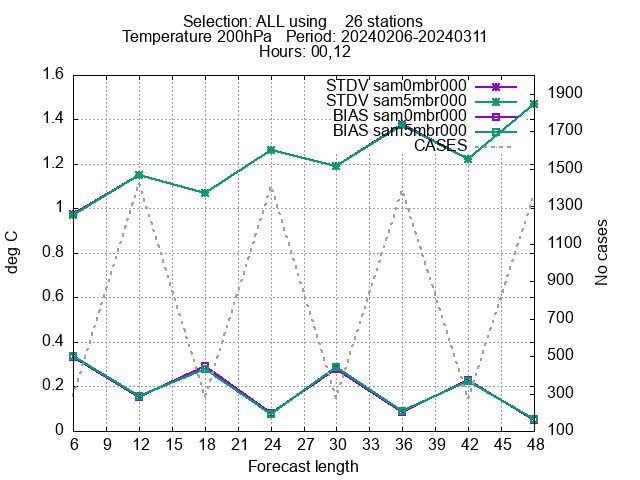 Selection: ALL using    26 stations
Temperature 200hPa   Period: 20240206-20240311
Hours: 00,12
STDV sam0mbr000
STDV sam5mbr000
BIAS sam0mbr000
BIAS sam5mbr000
CASES
deg C
1.6
1.4
1.2
1
0.8
0.6
0.4
0.2
0
No cases
1900
1700
1500
1300
1100
900
700
500
300
100
6 9 12 15 18 21 24 27 30 33 36 39 42 45 48
Forecast length